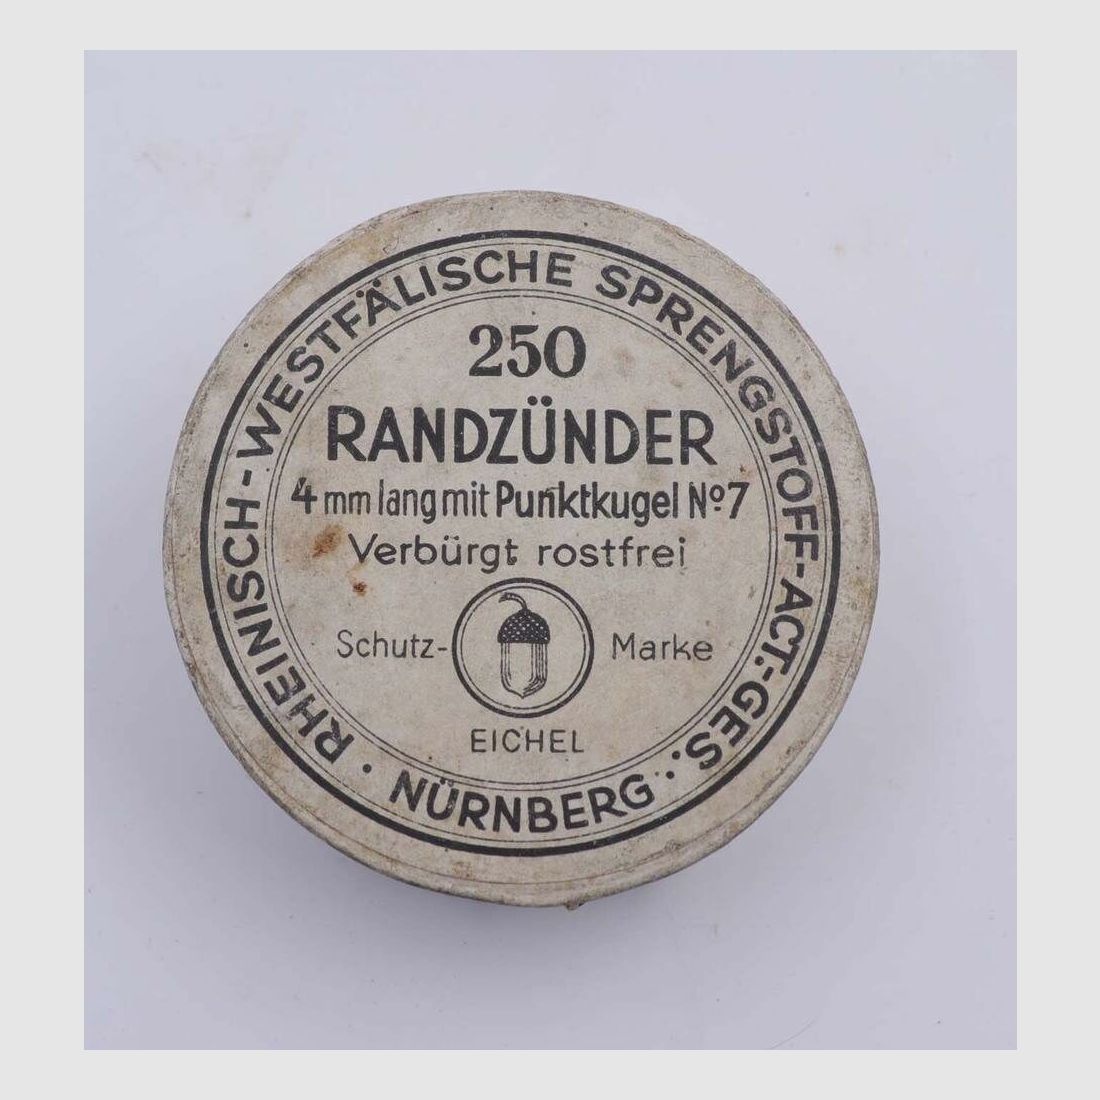 RHEINISCH-WESTFÄLISCHE SPRENGSTOFF-ACT.-GES.
250
RANDZÜNDER
4 mm lang mit Punktkugel No 7
Verbürgt rostfrei
Schutz- Marke
EICHEL
NÜRNBERG